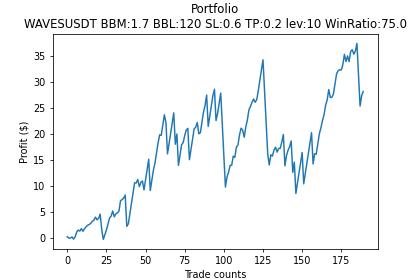 Portfolio
WAVESUSDT BBM:1.7 BBL:120 SL:0.6 TP:0.2 lev:10 WinRatio:75.0
35
30
25
20
15
10
5
0
Profit ($)
0 25 50 75 100 125 150 175
Trade counts